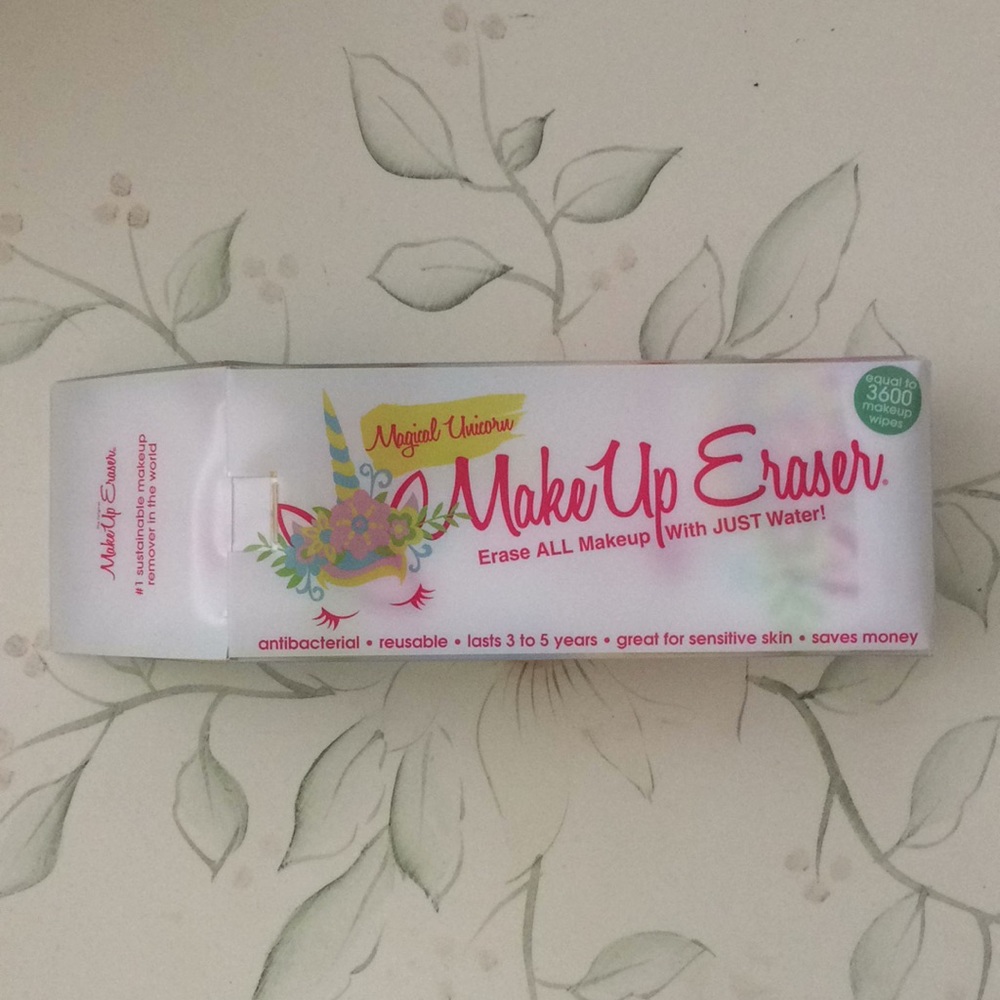 MakeUp Eraser.
#1 sustainable makeup
remover in the world
Magical Unicorn
MakeUp Eraser.
Erase ALL Makeup With JUST Water!
equal to
3600
makeup
wipes
antibacterial • reusable • lasts 3 to 5 years • great for sensitive skin • saves money